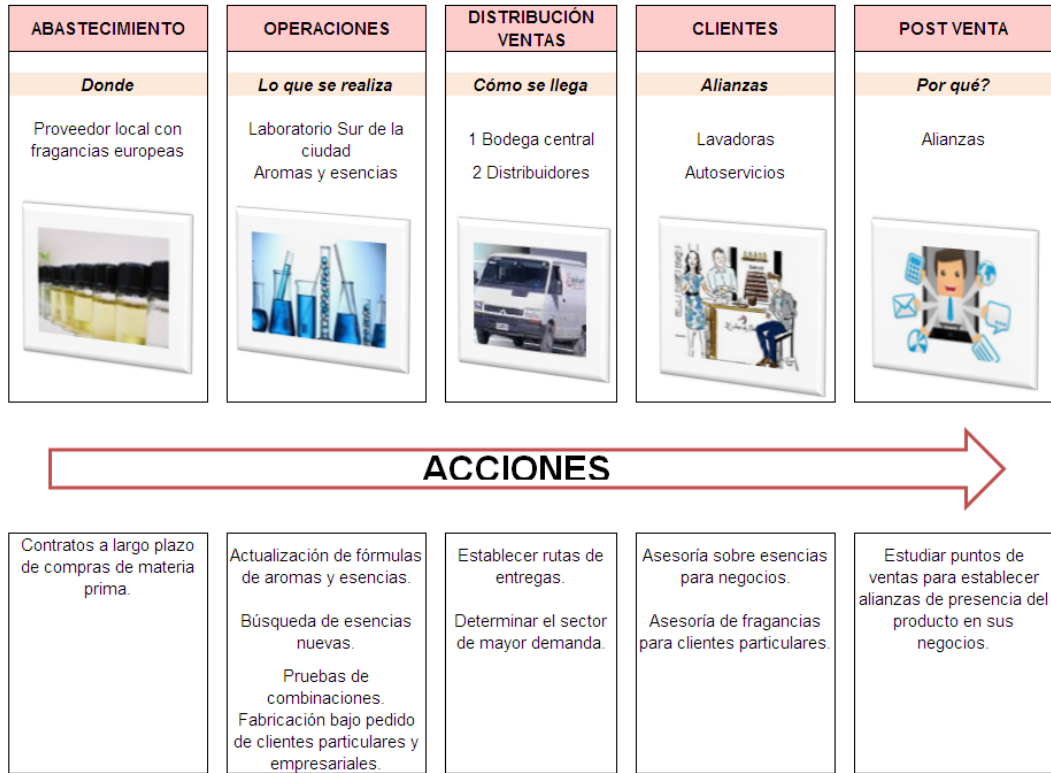 ABASTECIMIENTO
Donde
Proveedor local con
fragancias europeas
OPERACIONES
Lo que se realiza
Laboratorio Sur de la
ciudad
Aromas y esencias
DISTRIBUCIÓN
VENTAS
Cómo se llega
1 Bodega central
2 Distribuidores
CLIENTES
Alianzas
Lavadoras
Autoservicios
POST VENTA
Por qué?
Alianzas
ACCIONES
Contratos a largo plazo
de compras de materia
prima.
Actualización de fórmulas
de aromas y esencias.
Búsqueda de esencias
nuevas.
Pruebas de
combinaciones.
Fabricación bajo pedido
de clientes particulares y
empresariales.
Establecer rutas de
entregas.
Determinar el sector
de mayor demanda.
Asesoría sobre esencias
para negocios.
Asesoría de fragancias
para clientes particulares.
Estudiar puntos de
ventas para establecer
alianzas de presencia del
producto en sus
negocios.